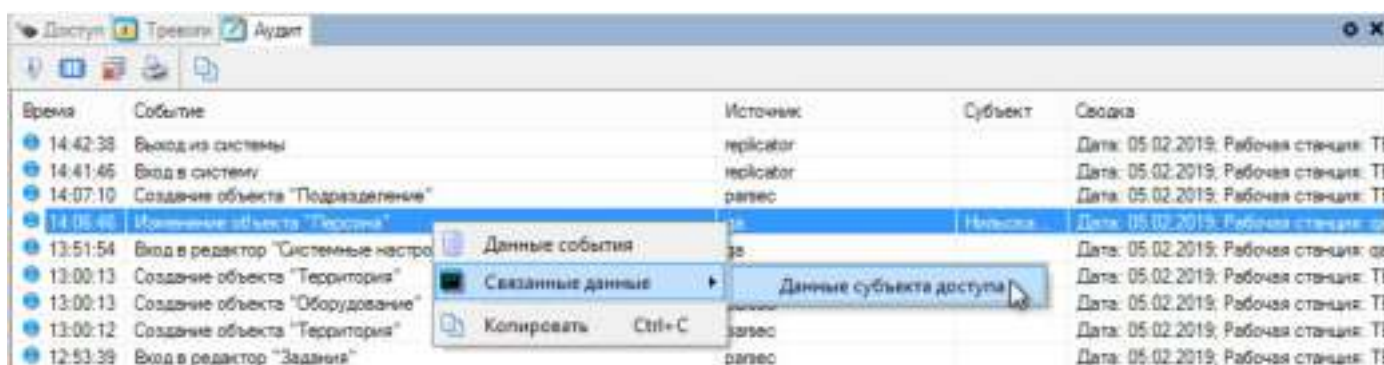 Доступ Тревоги Аудит
Время Событие Источник Субъект Сводка
14:42:38 Выход из системы replicator Дата: 05.02.2019; Рабочая станция:
14:41:46 Вход в систему replicator Дата: 05.02.2019; Рабочая станция:
14:07:10 Создание объекта "Подразделение" parsec Дата: 05.02.2019; Рабочая станция:
Изменение объекта "Персона" Дата: 05.02.2019; Рабочая станция:
Данные события
13:51:54 Вход в редактор "Системные настро Дата: 05.02.2019; Рабочая станция:
13:00:13 Создание объекта "Территория" Связанные данные Данные субъекта доступа Дата: 05.02.2019; Рабочая станция:
13:00:13 Создание объекта "Оборудование" Дата: 05.02.2019; Рабочая станция:
Копировать Ctrl+C
13:00:12 Создание объекта "Территория" Дата: 05.02.2019; Рабочая станция:
12:53:39 Вход в редактор "Задания" parsec Дата: 05.02.2019; Рабочая станция: